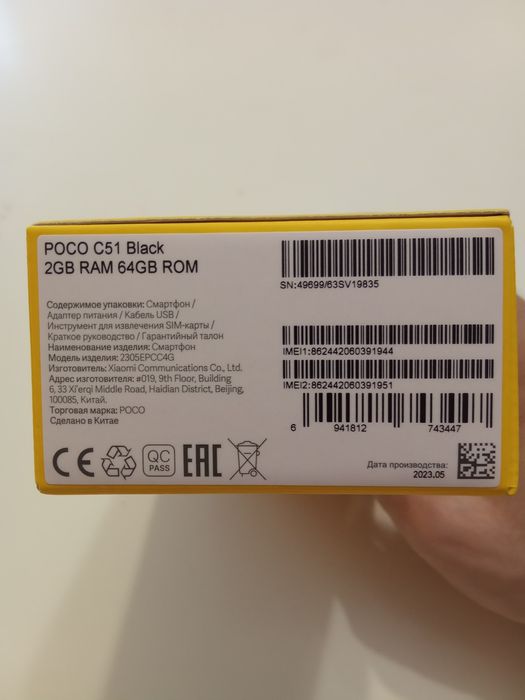 POCO C51 Black
2GB RAM 64GB ROM
SN:49699/63SV19835
Содержимое упаковки: Смартфон /
Адаптер питания / Кабель USB /
Инструмент для извлечения SIM-карты /
Краткое руководство / Гарантийный талон
Наименование изделия: Смартфон
Модель изделия: 2305EPCC4G
Изготовитель: Xiaomi Communications Co., Ltd.
Адрес изготовителя: #019, 9th Floor, Building
6, 33 Xi'erqi Middle Road, Haidian District, Beijing,
100085, Китай.
Торговая марка: POCO
Сделано в Китае
IMEI1:862442060391944
IMEI2:862442060391951
6 941812 743447
CE
QC
PASS
EAC
Дата производства:
2023.05